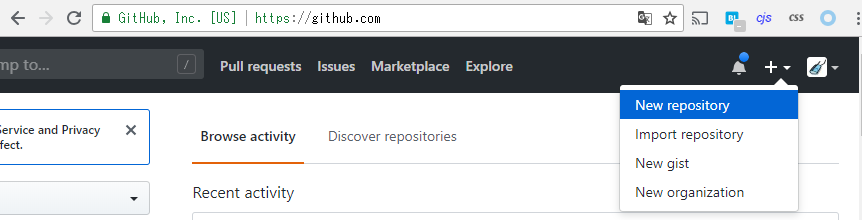 GitHub, Inc. [US] | https://github.com
B! cjs css
mp to... / Pull requests Issues Marketplace Explore
New repository
Import repository
New gist
New organization
Service and Privacy
ffect.
Browse activity Discover repositories
Recent activity